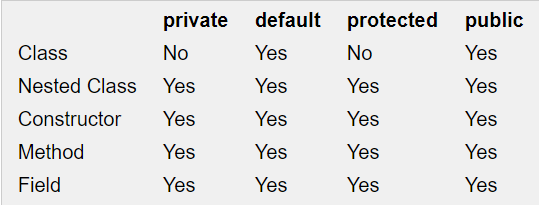 private default protected public
Class No Yes No Yes
Nested Class Yes Yes Yes Yes
Constructor Yes Yes Yes Yes
Method Yes Yes Yes Yes
Field Yes Yes Yes Yes